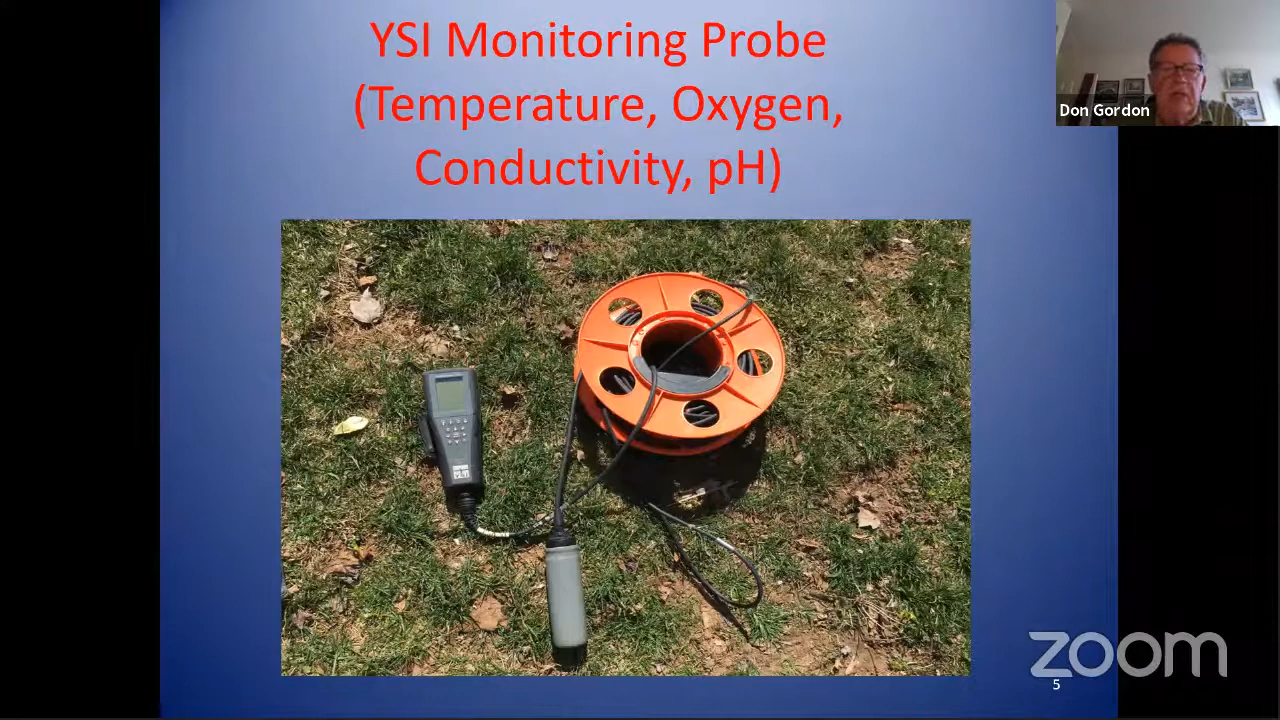 YSI Monitoring Probe
(Temperature, Oxygen,
Conductivity, pH)
Don Gordon
zoom
5